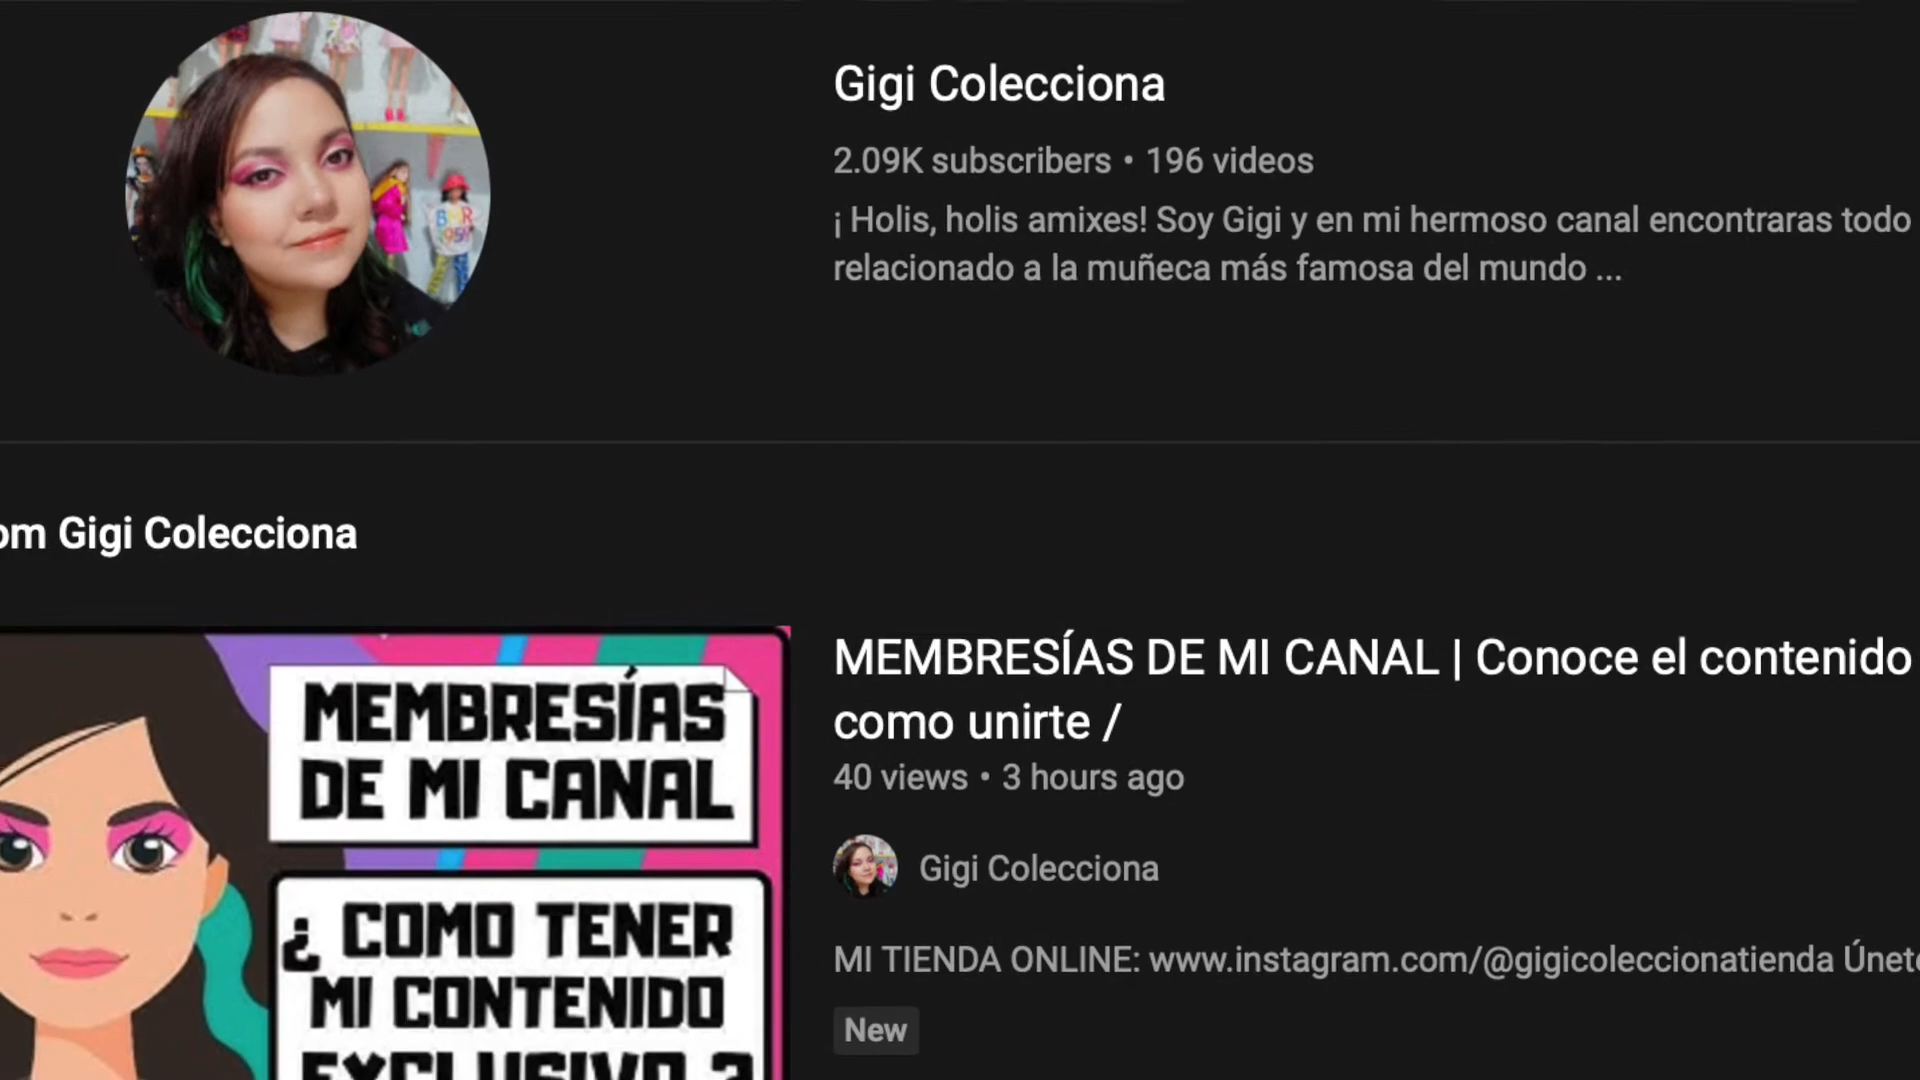 Gigi Colecciona
2.09K subscribers • 196 videos
¡ Holis, holis amixes! Soy Gigi y en mi hermoso canal encontraras todo
relacionado a la muñeca más famosa del mundo ...
om Gigi Colecciona
MEMBRESÍAS
DE MI CANAL
¿ COMO TENER
MI CONTENIDO
EXCLUSIVO ?
MEMBRESÍAS DE MI CANAL | Conoce el contenido
como unirte /
40 views • 3 hours ago
Gigi Colecciona
MI TIENDA ONLINE: www.instagram.com/@gigicoleccionatienda Únete
New